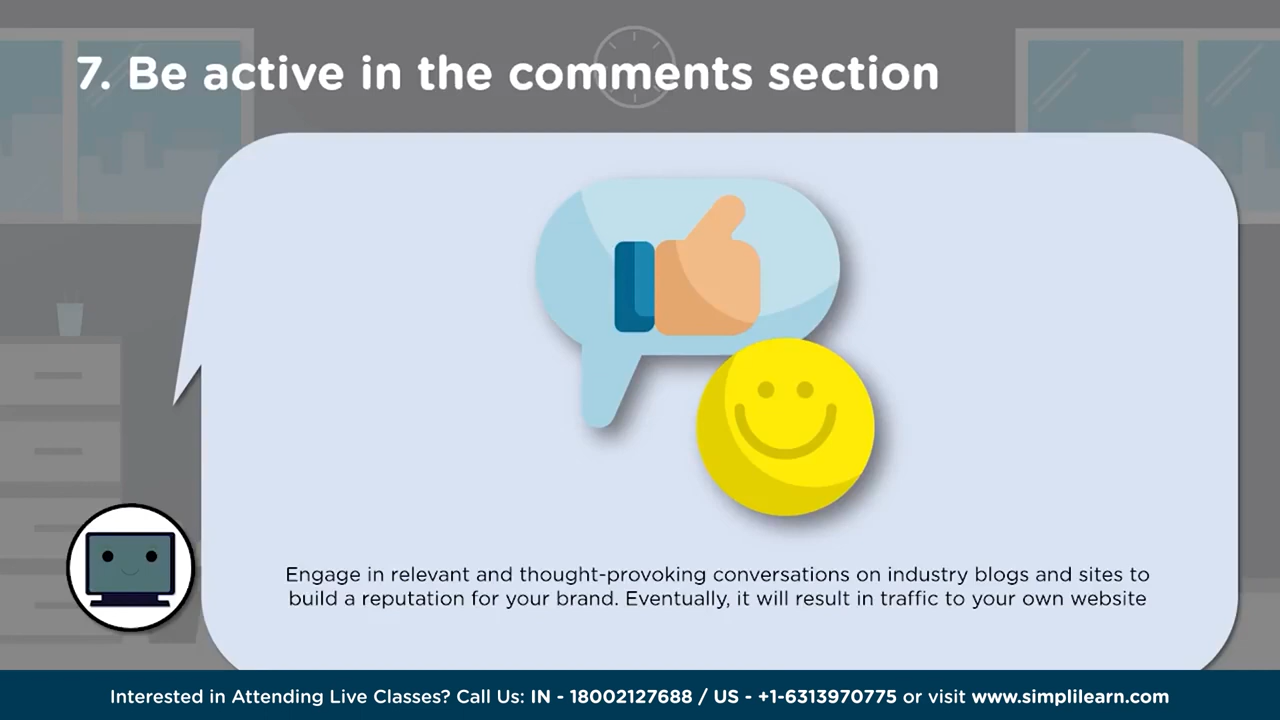 7. Be active in the comments section
Engage in relevant and thought-provoking conversations on industry blogs and sites to
build a reputation for your brand. Eventually, it will result in traffic to your own website
Interested in Attending Live Classes? Call Us: IN - 18002127688 / US - +1-6313970775 or visit www.simplilearn.com